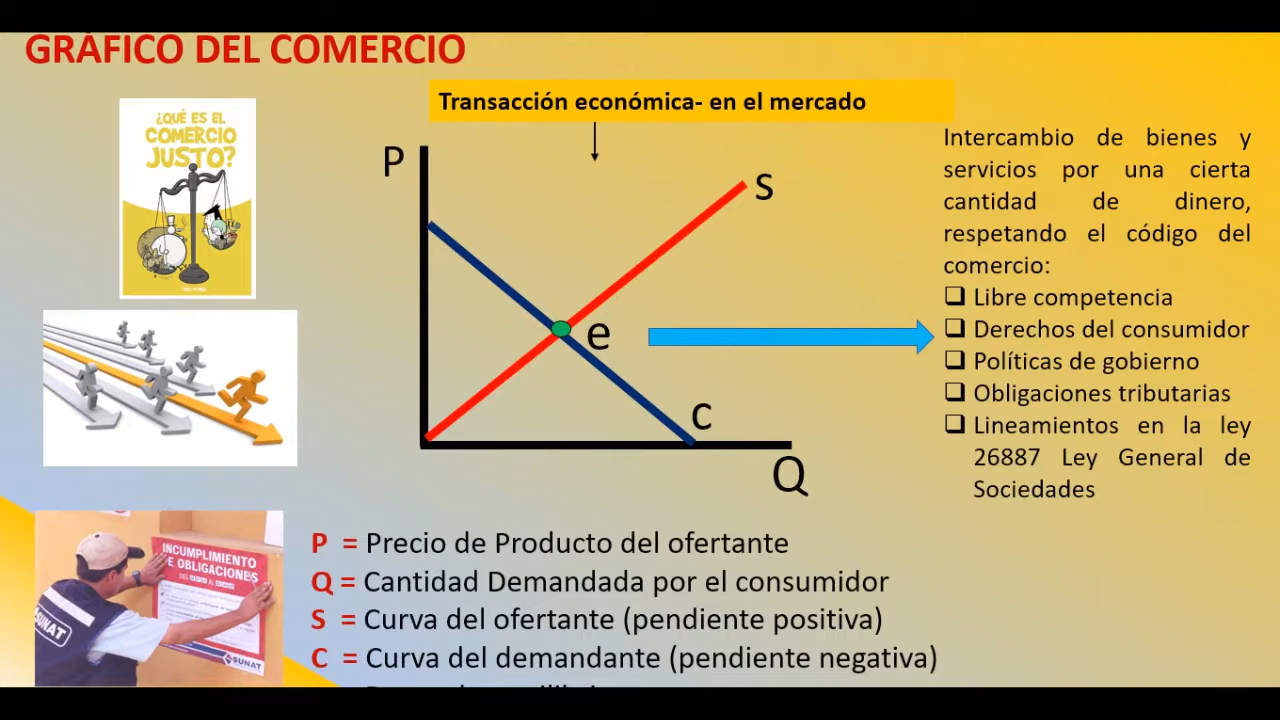 GRÁFICO DEL COMERCIO
Transacción económica- en el mercado
¿QUÉ ES EL
COMERCIO
JUSTO?
P
S
e
C
Q
Intercambio de bienes y
servicios por una cierta
cantidad de dinero,
respetando el código del
comercio:
❑ Libre competencia
❑ Derechos del consumidor
❑ Políticas de gobierno
❑ Obligaciones tributarias
❑ Lineamientos en la ley
26887 Ley General de
Sociedades
INCUMPLIMIENTO
DE OBLIGACIONES
SUNAT
SUNAT
P = Precio de Producto del ofertante
Q = Cantidad Demandada por el consumidor
S = Curva del ofertante (pendiente positiva)
C = Curva del demandante (pendiente negativa)